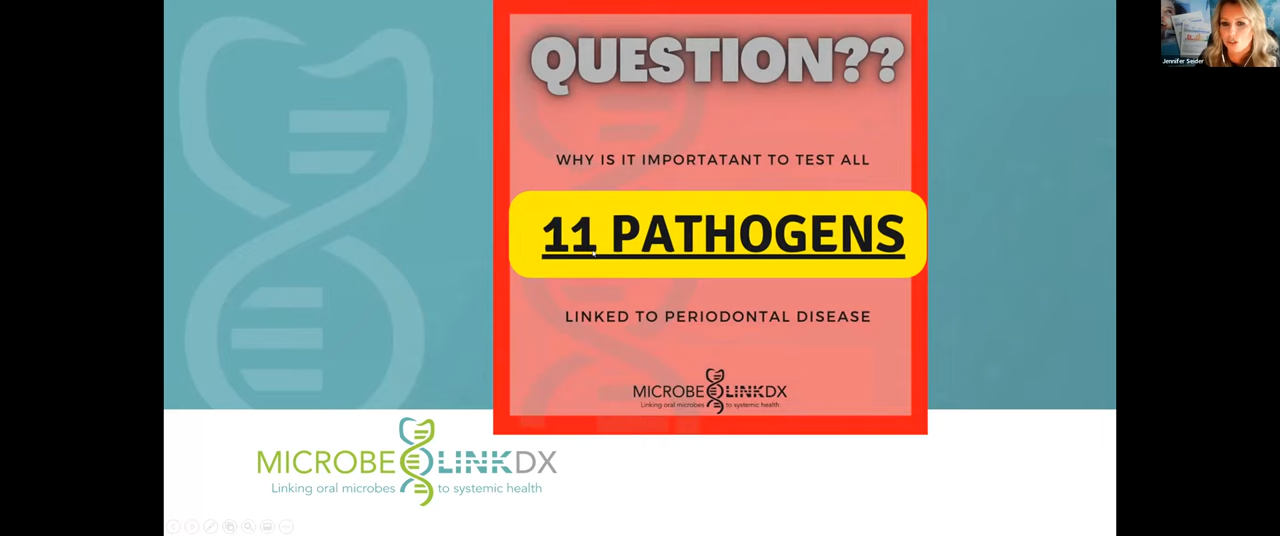 QUESTION??
WHY IS IT IMPORTATANT TO TEST ALL
11 PATHOGENS
LINKED TO PERIODONTAL DISEASE
MICROBE LINKDX
Linking oral microbes to systemic health
MICROBE LINKDX
Linking oral microbes to systemic health
Jennifer Seider